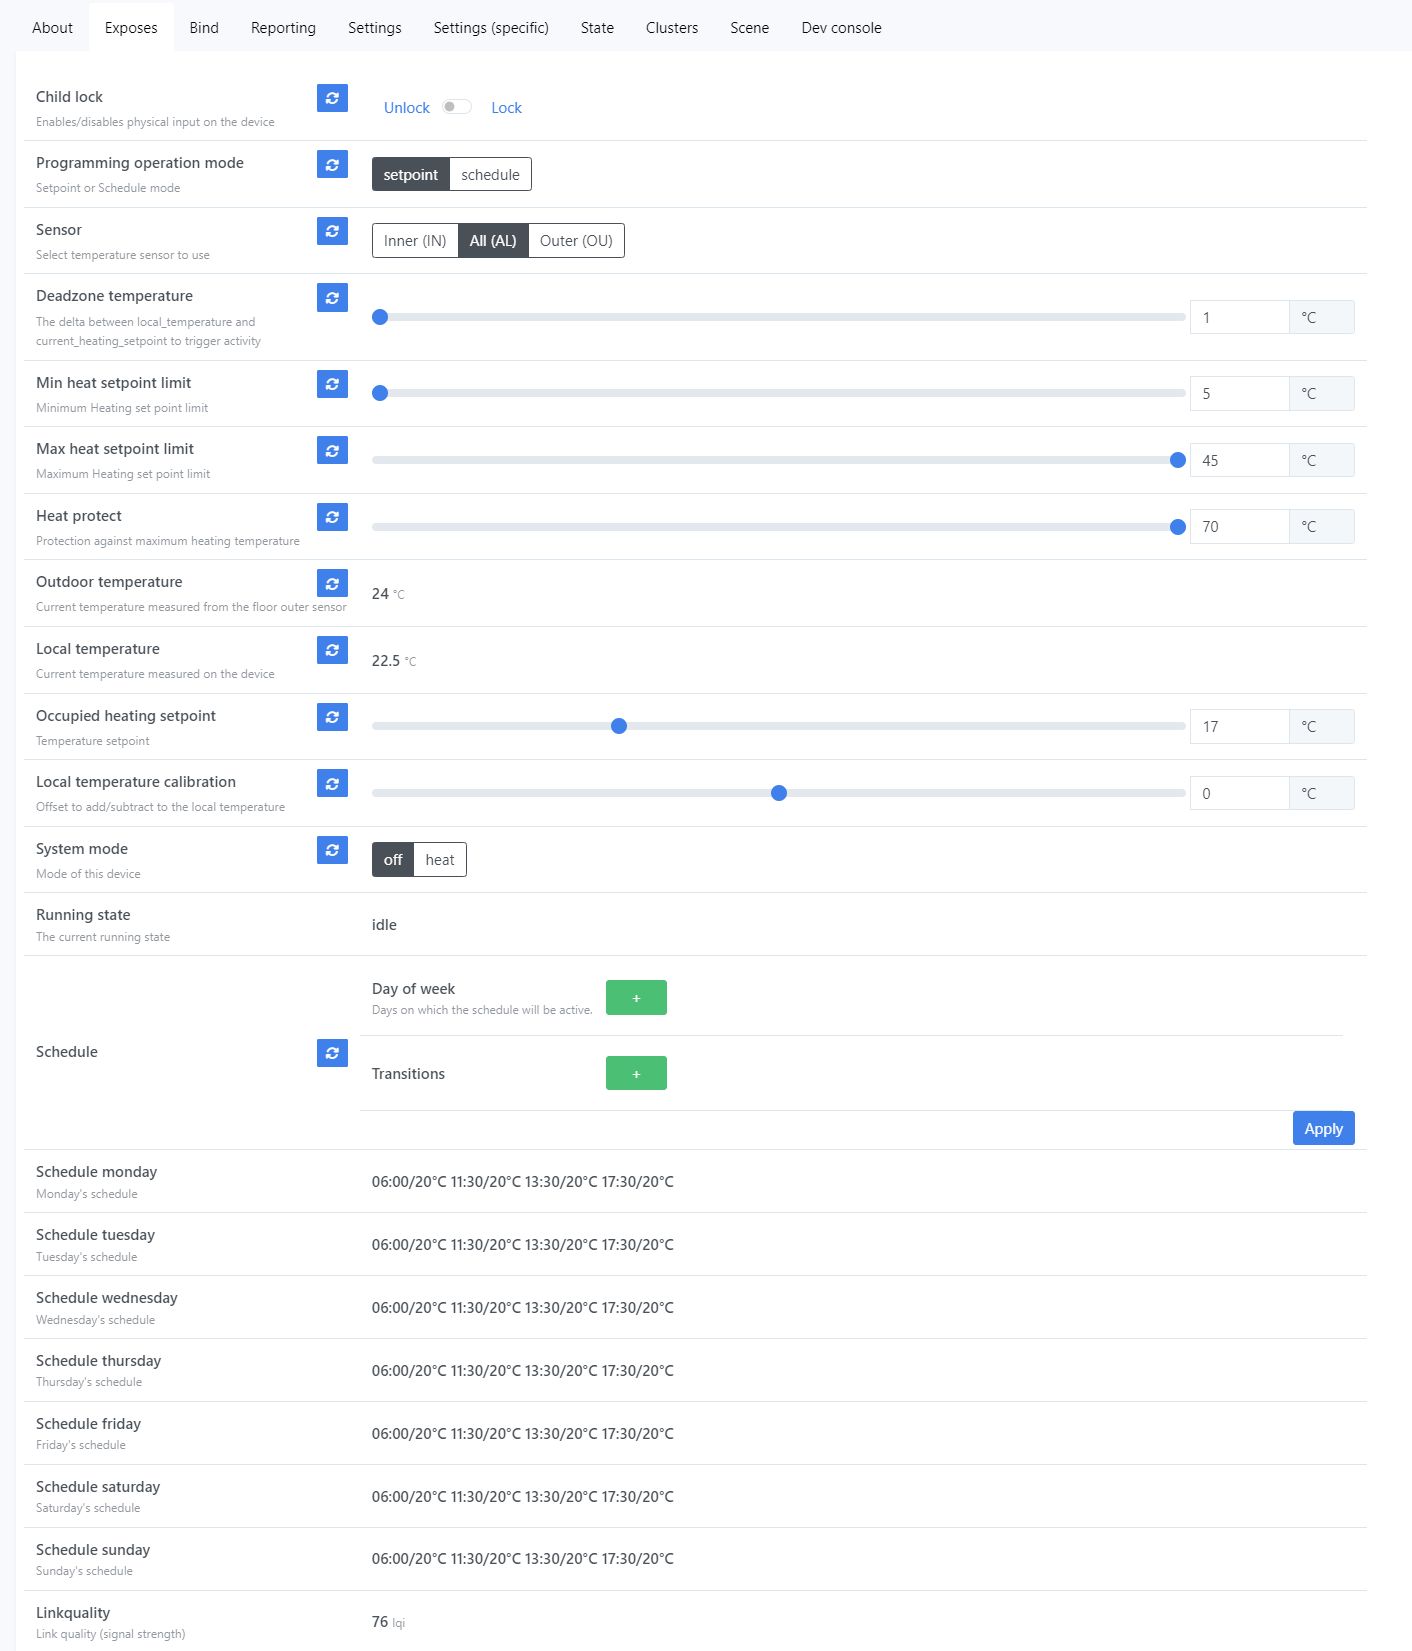 About Exposes Bind Reporting Settings Settings (specific) State Clusters Scene Dev console
Child lock
Enables/disables physical input on the device
Unlock Lock
Programming operation mode
Setpoint or Schedule mode
setpoint schedule
Sensor
Select temperature sensor to use
Inner (IN) All (AL) Outer (OU)
Deadzone temperature
The delta between local_temperature and
current_heating_setpoint to trigger activity
1 °C
Min heat setpoint limit
Minimum Heating set point limit
5 °C
Max heat setpoint limit
Maximum Heating set point limit
45 °C
Heat protect
Protection against maximum heating temperature
70 °C
Outdoor temperature
Current temperature measured from the floor outer sensor
24 °C
Local temperature
Current temperature measured on the device
22.5 °C
Occupied heating setpoint
Temperature setpoint
17 °C
Local temperature calibration
Offset to add/subtract to the local temperature
0 °C
System mode
Mode of this device
off heat
Running state
The current running state
idle
Schedule
Day of week
Days on which the schedule will be active.
+
Transitions
+
Apply
Schedule monday
Monday's schedule
06:00/20°C 11:30/20°C 13:30/20°C 17:30/20°C
Schedule tuesday
Tuesday's schedule
06:00/20°C 11:30/20°C 13:30/20°C 17:30/20°C
Schedule wednesday
Wednesday's schedule
06:00/20°C 11:30/20°C 13:30/20°C 17:30/20°C
Schedule thursday
Thursday's schedule
06:00/20°C 11:30/20°C 13:30/20°C 17:30/20°C
Schedule friday
Friday's schedule
06:00/20°C 11:30/20°C 13:30/20°C 17:30/20°C
Schedule saturday
Saturday's schedule
06:00/20°C 11:30/20°C 13:30/20°C 17:30/20°C
Schedule sunday
Sunday's schedule
06:00/20°C 11:30/20°C 13:30/20°C 17:30/20°C
Linkquality
Link quality (signal strength)
76 lqi